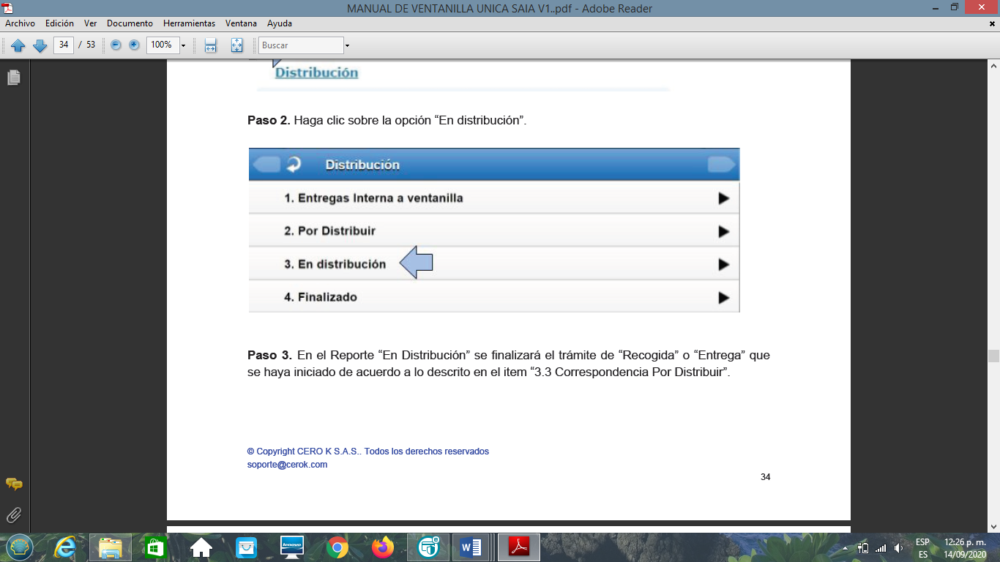 MANUAL DE VENTANILLA UNICA SAIA V1..pdf - Adobe Reader
Archivo Edición Ver Documento Herramientas Ventana Ayuda
34 / 53 100% Buscar
Distribución
Paso 2. Haga clic sobre la opción “En distribución”.
Distribución
1. Entregas Interna a ventanilla
2. Por Distribuir
3. En distribución
4. Finalizado
Paso 3. En el Reporte “En Distribución” se finalizará el trámite de “Recogida” o “Entrega” que
se haya iniciado de acuerdo a lo descrito en el item “3.3 Correspondencia Por Distribuir”.
© Copyright CERO K S.A.S.. Todos los derechos reservados
soporte@cerok.com
34
lenovo
8
W
ESP 12:26 p. m.
ES 14/09/2020